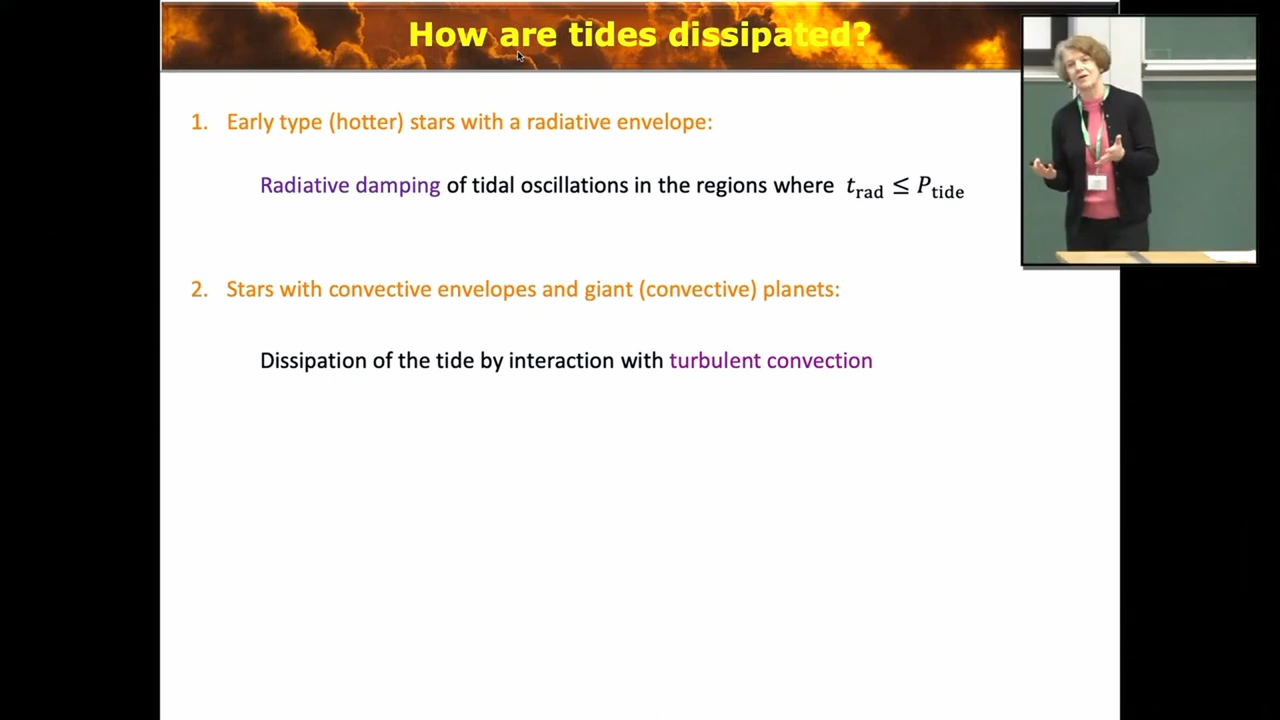 How are tides dissipated?
1. Early type (hotter) stars with a radiative envelope:
Radiative damping of tidal oscillations in the regions where t_rad ≤ P_tide
2. Stars with convective envelopes and giant (convective) planets:
Dissipation of the tide by interaction with turbulent convection